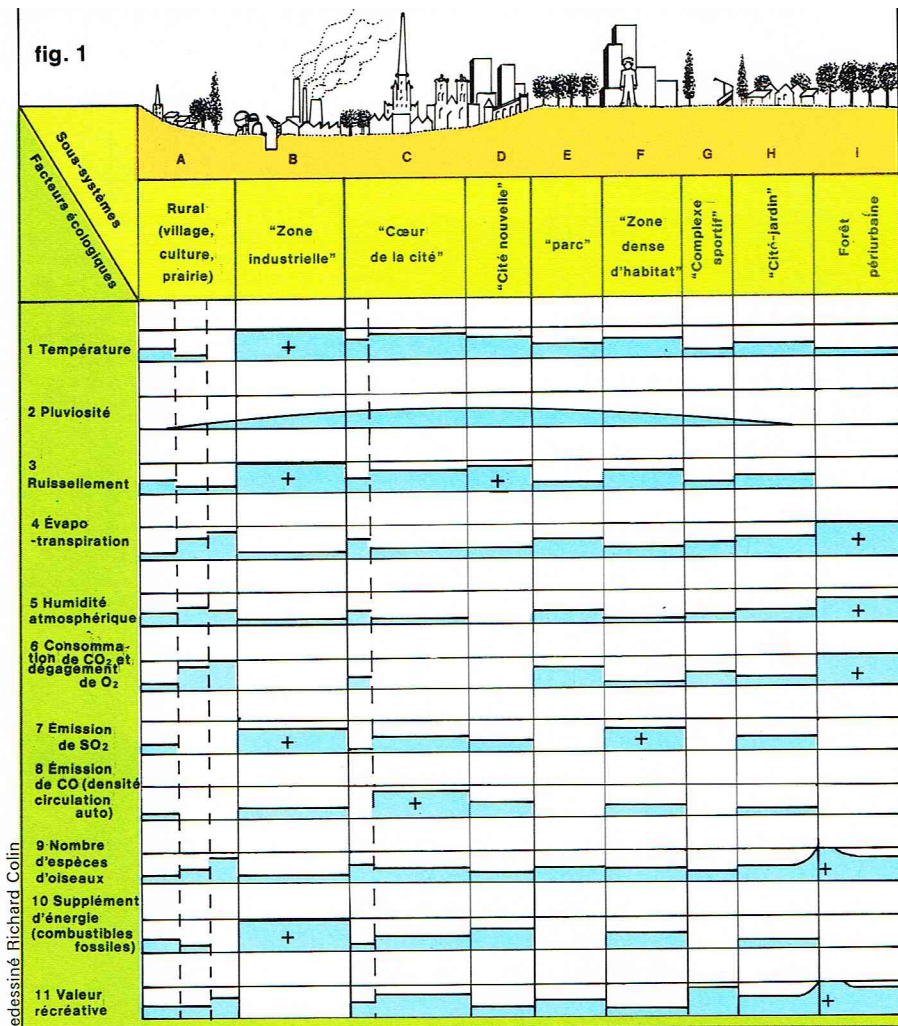 fig. 1
Sous-systèmes
Facteurs écologiques
A
B
C
D
E
F
G
H
I
Rural
(village,
culture,
prairie)
"Zone
industrielle"
"Cœur
de la cité"
"Cité nouvelle"
"parc"
"Zone
dense
d'habitat"
"Complexe
sportif"
"Cité-jardin"
Forêt
périurbaine
1 Température
+
2 Pluviosité
3
Ruissellement
+
+
4 Évapo
-transpiration
+
5 Humidité
atmosphérique
+
6 Consomma-
tion de CO₂ et
dégagement
de O₂
+
7 Émission
de SO₂
+
+
8 Émission
de CO (densité
circulation
auto)
+
9 Nombre
d'espèces
d'oiseaux
+
10 Supplément
d'énergie
(combustibles
fossiles)
+
11 Valeur
récréative
+
edessiné Richard Colin